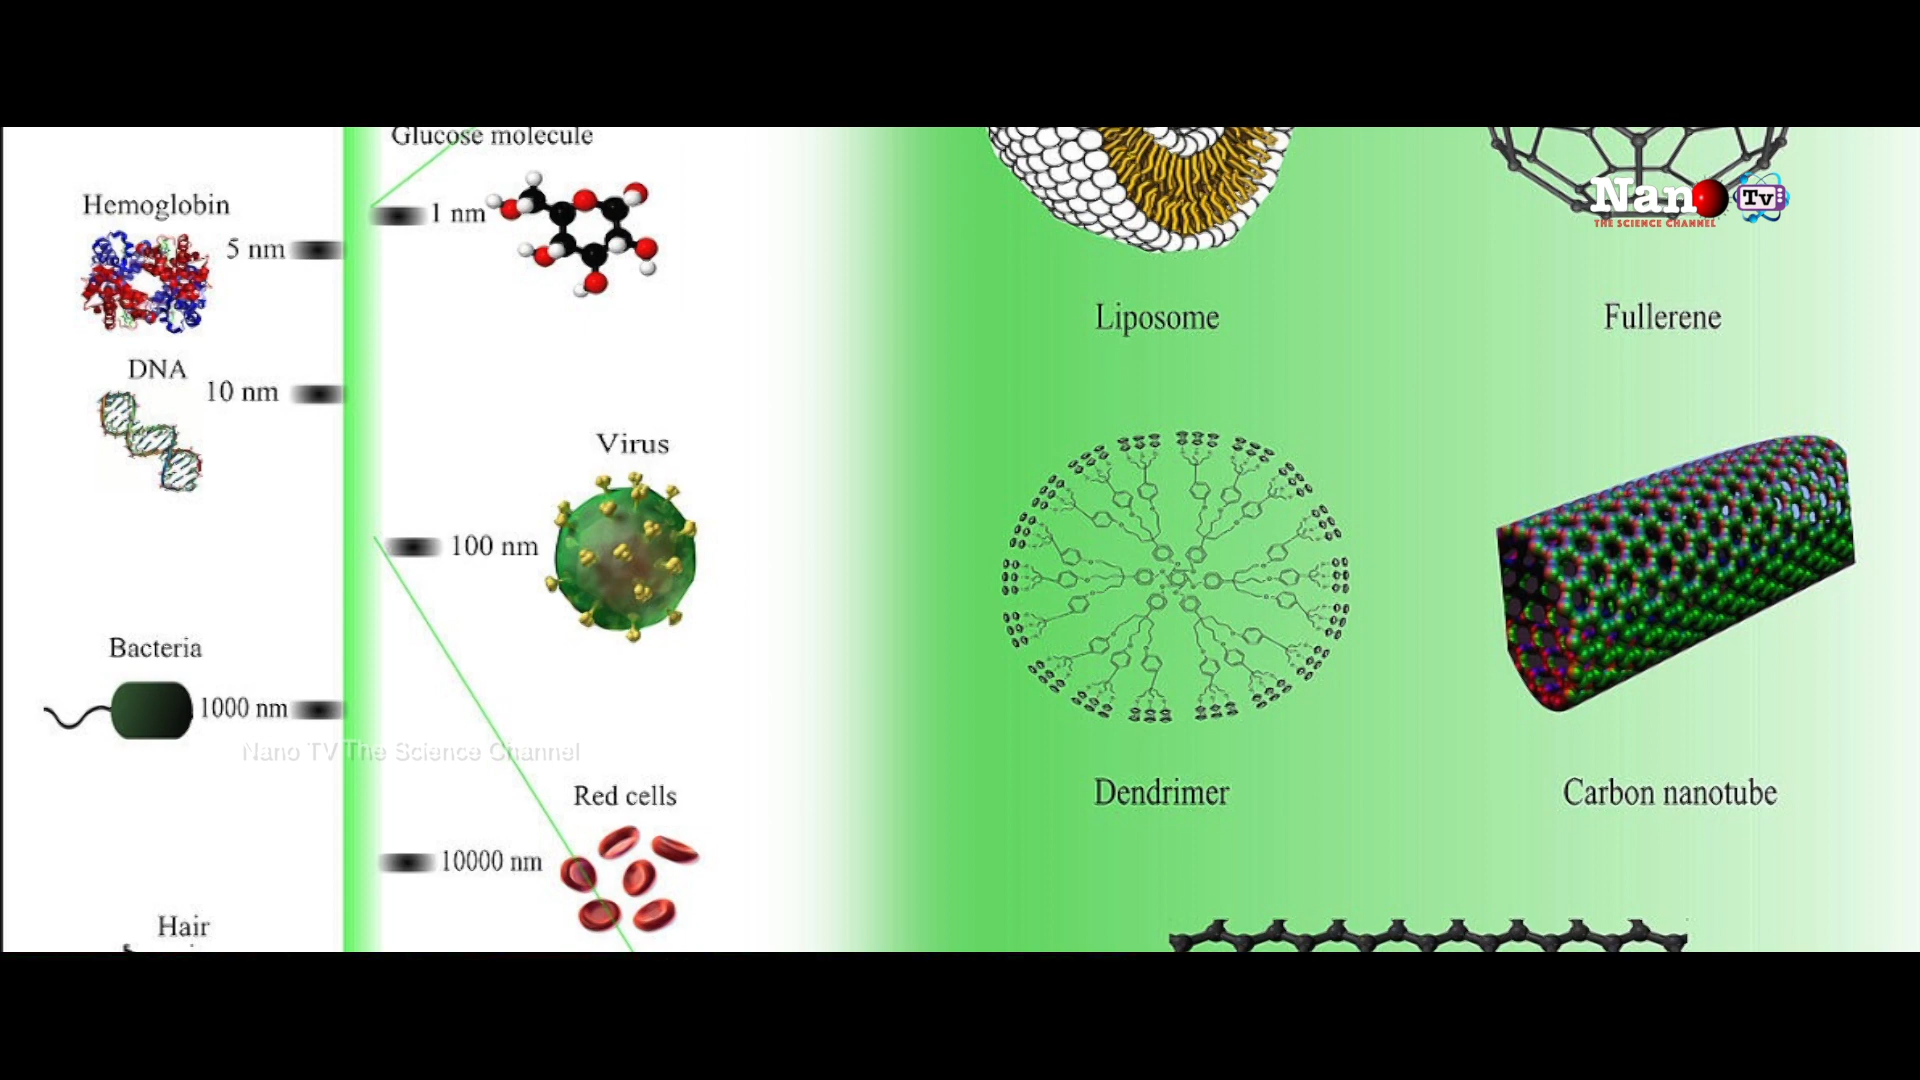 Glucose molecule
Hemoglobin
1 nm
5 nm
DNA
10 nm
Virus
100 nm
Bacteria
1000 nm
Red cells
10000 nm
Hair
Liposome
Fullerene
Dendrimer
Carbon nanotube
Nano Tv
THE SCIENCE CHANNEL
Nano TV The Science Channel